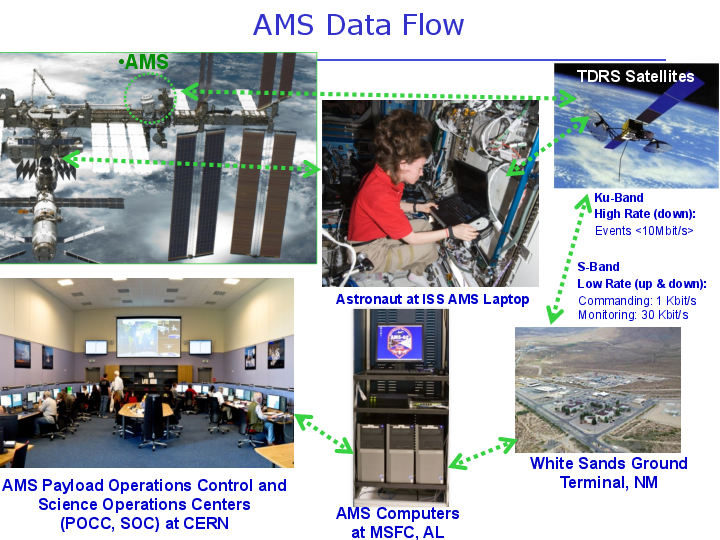 AMS Data Flow
•AMS
TDRS Satellites
Ku-Band
High Rate (down):
Events <10Mbit/s>
S-Band
Low Rate (up & down):
Commanding: 1 Kbit/s
Monitoring: 30 Kbit/s
Astronaut at ISS AMS Laptop
White Sands Ground
Terminal, NM
AMS Payload Operations Control and
Science Operations Centers
(POCC, SOC) at CERN
AMS Computers
at MSFC, AL